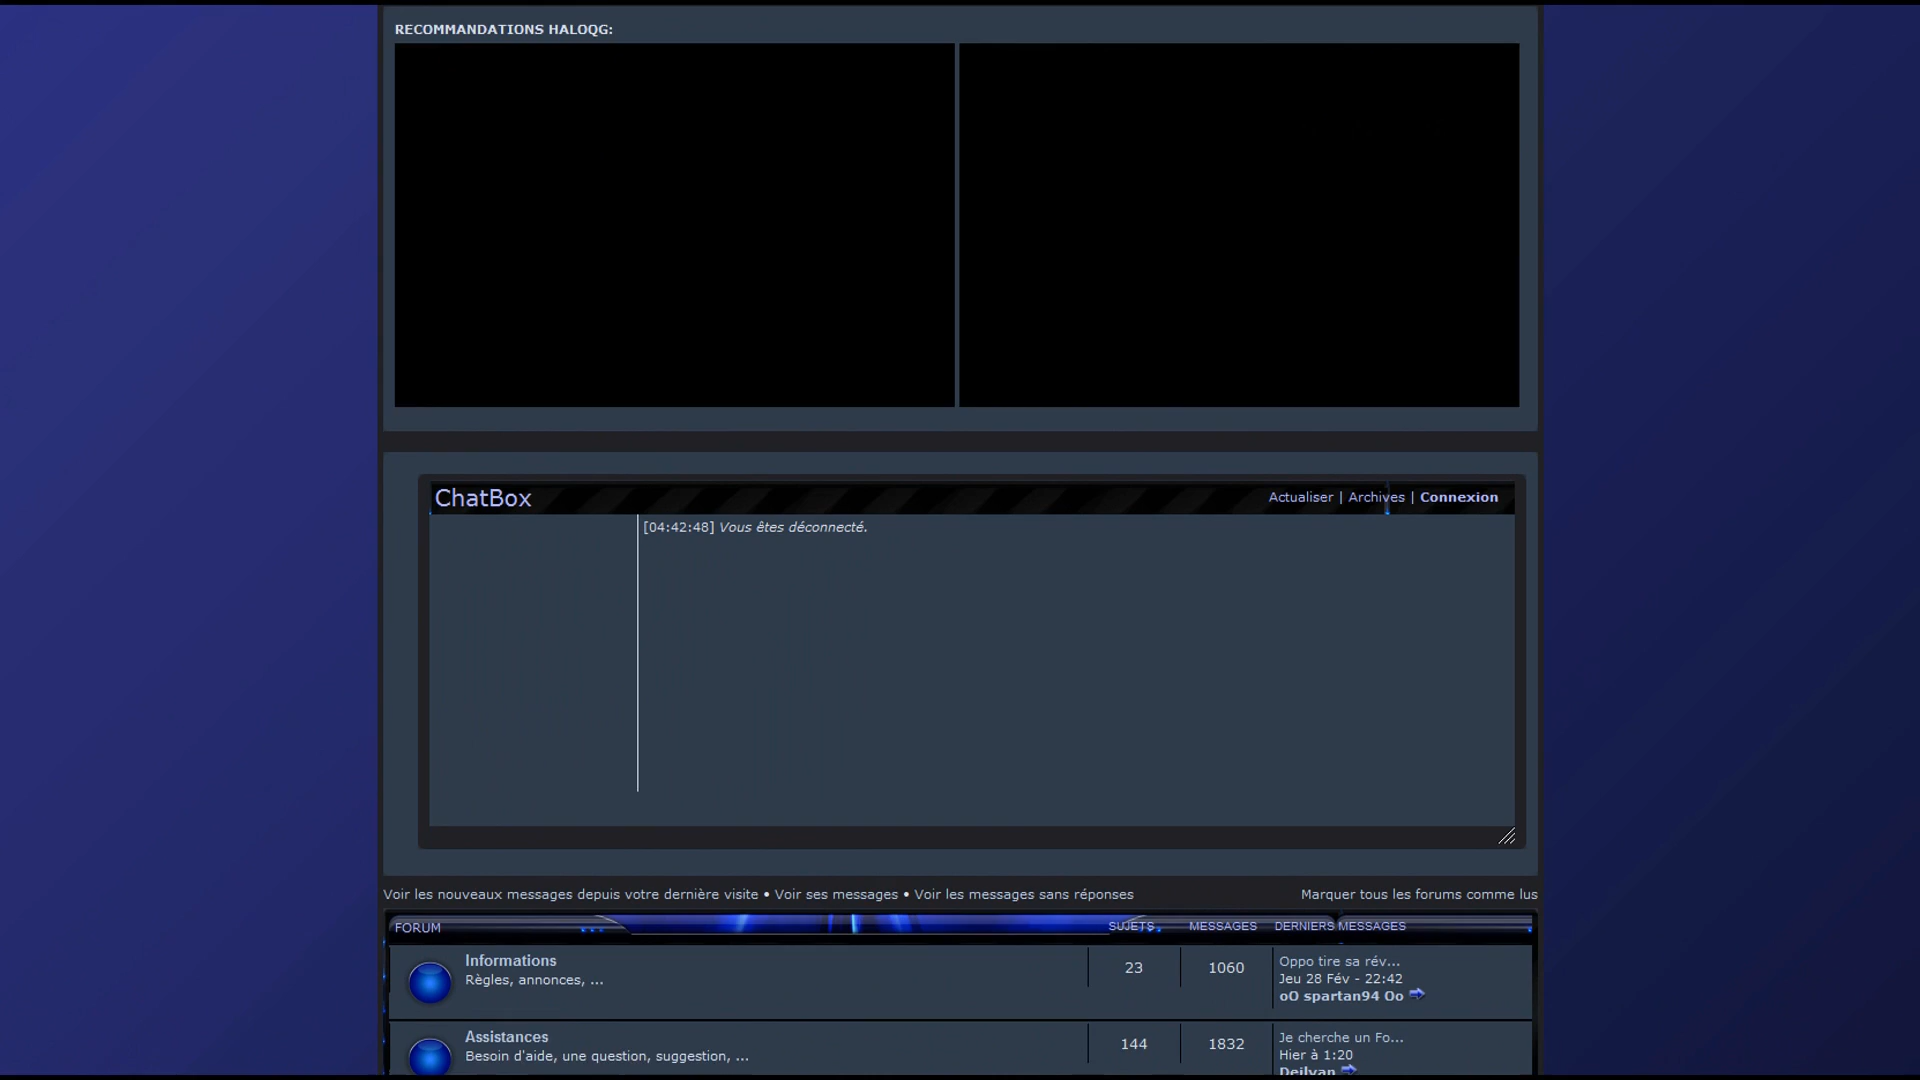 RECOMMANDATIONS HALOQG:
ChatBox
Actualiser | Archives | Connexion
[04:42:48] Vous êtes déconnecté.
Voir les nouveaux messages depuis votre dernière visite • Voir ses messages • Voir les messages sans réponses
Marquer tous les forums comme lus
FORUM SUJETS MESSAGES DERNIERS MESSAGES
Informations
Règles, annonces, ...
23
1060
Oppo tire sa rév...
Jeu 28 Fév - 22:42
oO spartan94 Oo
Assistances
Besoin d'aide, une question, suggestion, ...
144
1832
Je cherche un Fo...
Hier à 1:20
Deilvan